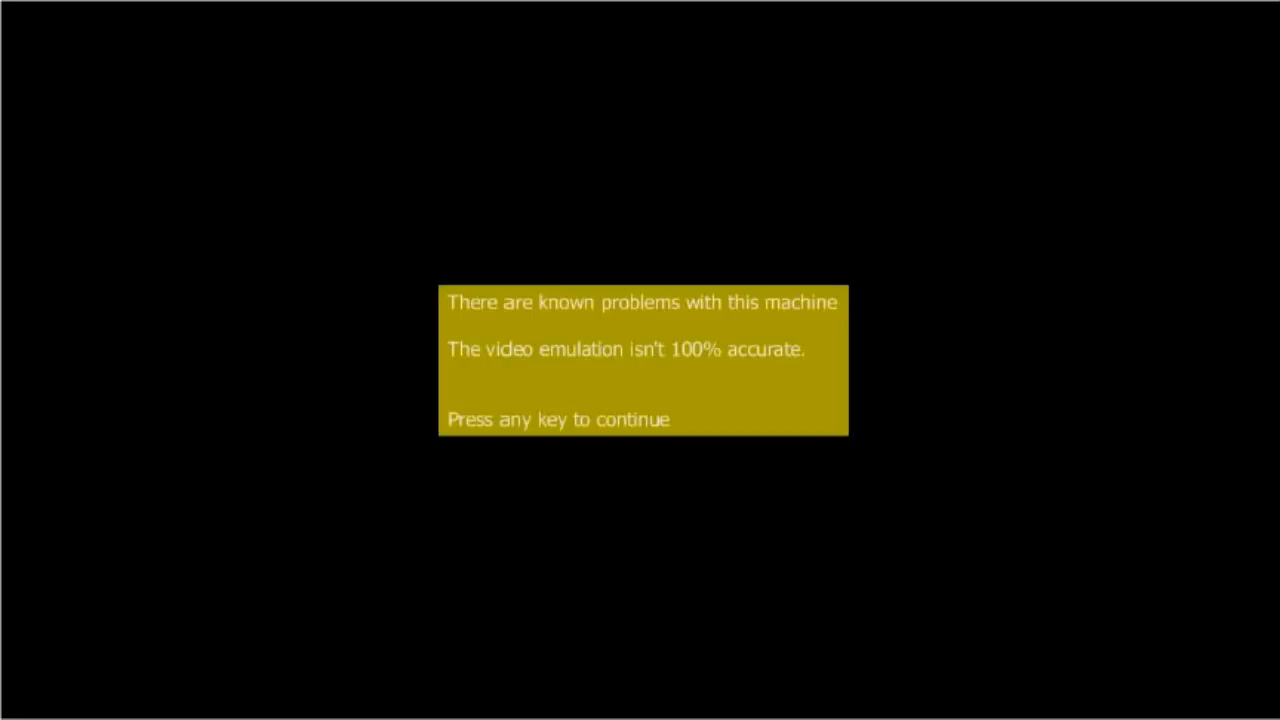 There are known problems with this machine
The video emulation isn't 100% accurate.
Press any key to continue